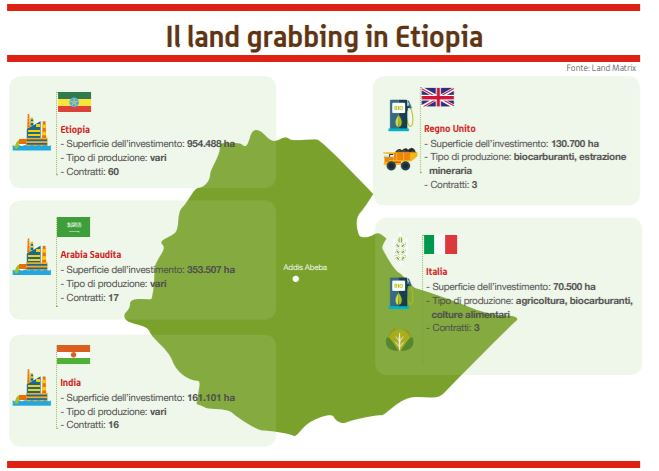 Il land grabbing in Etiopia
Fonte: Land Matrix
Etiopia
- Superficie dell'investimento: 954.488 ha
- Tipo di produzione: vari
- Contratti: 60
Arabia Saudita
- Superficie dell'investimento: 353.507 ha
- Tipo di produzione: vari
- Contratti: 17
India
- Superficie dell'investimento: 161.101 ha
- Tipo di produzione: vari
- Contratti: 16
Addis Abeba
BIO
Regno Unito
- Superficie dell'investimento: 130.700 ha
- Tipo di produzione: biocarburanti, estrazione
mineraria
- Contratti: 3
BIO
Italia
- Superficie dell'investimento: 70.500 ha
- Tipo di produzione: agricoltura, biocarburanti,
colture alimentari
- Contratti: 3